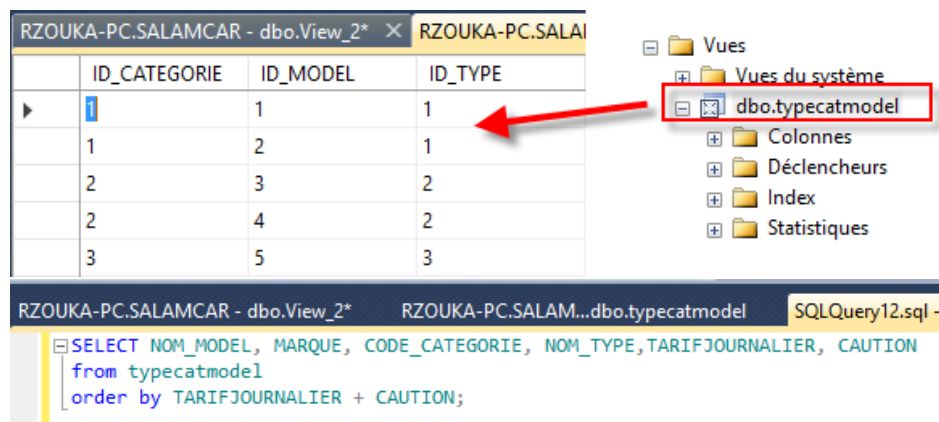 RZOUKA-PC.SALAMCAR - dbo.View_2* × RZOUKA-PC.SALA
ID_CATEGORIE ID_MODEL ID_TYPE
1 1 1
1 2 1
2 3 2
2 4 2
3 5 3
Vues
Vues du système
dbo.typecatmodel
Colonnes
Déclencheurs
Index
Statistiques
RZOUKA-PC.SALAMCAR - dbo.View_2* RZOUKA-PC.SALAM...dbo.typecatmodel SQLQuery12.sql -
SELECT NOM_MODEL, MARQUE, CODE_CATEGORIE, NOM_TYPE,TARIFJOURNALIER, CAUTION
from typecatmodel
order by TARIFJOURNALIER + CAUTION;